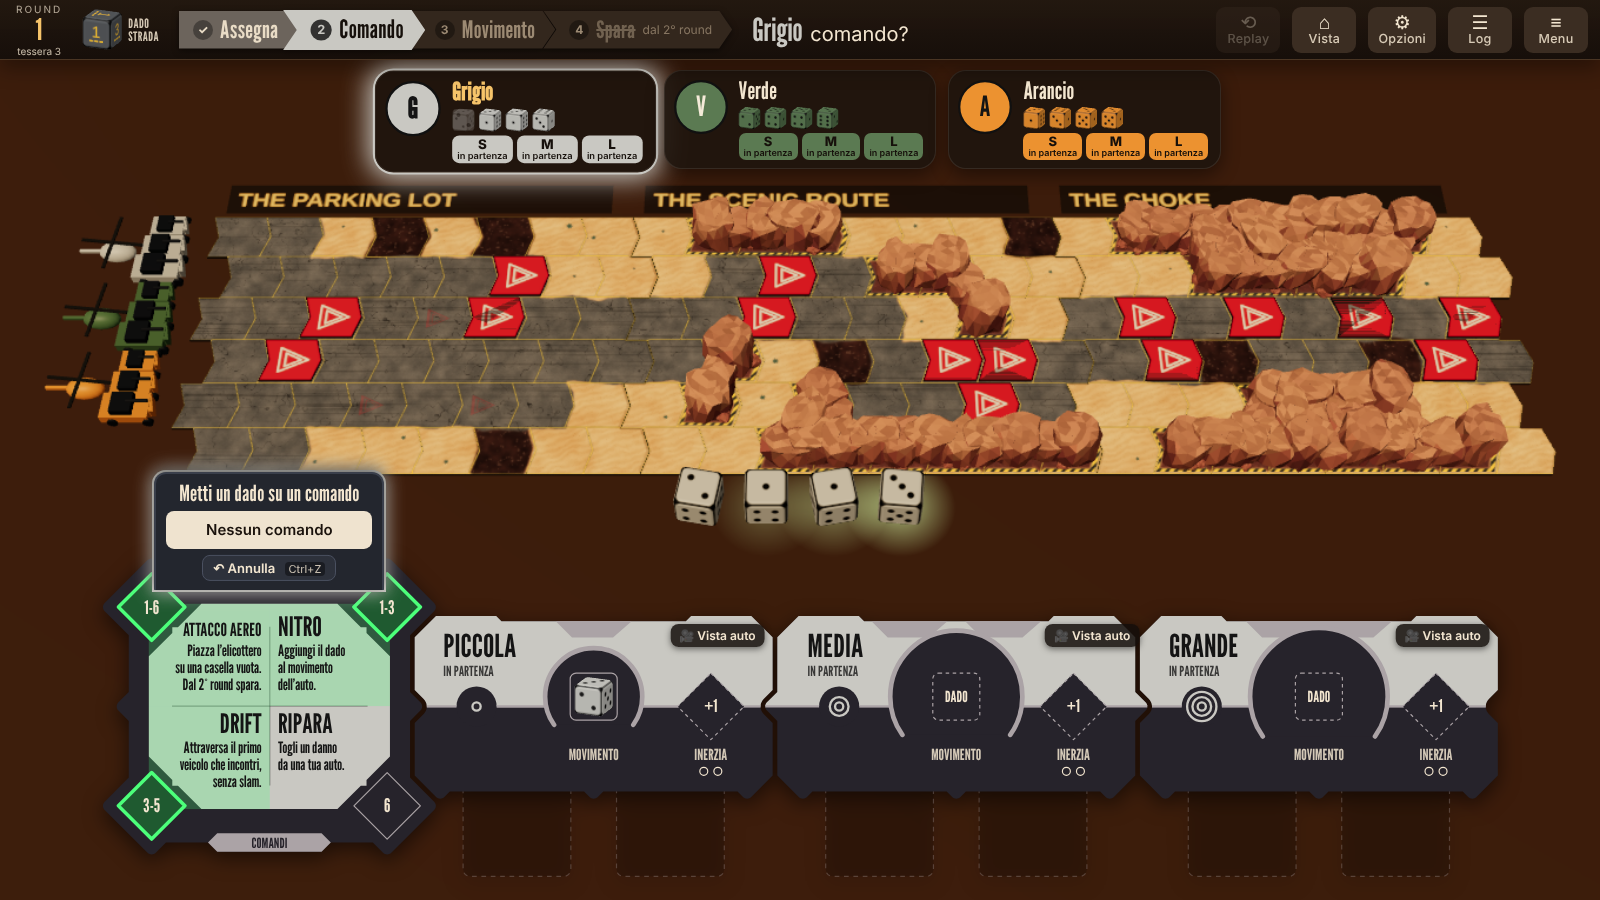 ROUND
1
tessera 3
1
3
DADO
STRADA
Assegna
2 Comando
3 Movimento
4 Spara dal 2° round
Grigio comando?
Replay
Vista
Opzioni
Log
Menu
G
Grigio
S
in partenza
M
in partenza
L
in partenza
V
Verde
S
in partenza
M
in partenza
L
in partenza
A
Arancio
S
in partenza
M
in partenza
L
in partenza
THE PARKING LOT
THE SCENIC ROUTE
THE CHOKE
Metti un dado su un comando
Nessun comando
Annulla Ctrl+Z
1-6
1-3
ATTACCO AEREO
Piazza l'elicottero
su una casella vuota.
Dal 2° round spara.
NITRO
Aggiungi il dado
al movimento
dell'auto.
DRIFT
Attraversa il primo
veicolo che incontri,
senza slam.
RIPARA
Togli un danno
da una tua auto.
3-5
6
COMANDI
PICCOLA
IN PARTENZA
Vista auto
+1
MOVIMENTO
INERZIA
MEDIA
IN PARTENZA
Vista auto
DADO
+1
MOVIMENTO
INERZIA
GRANDE
IN PARTENZA
Vista auto
DADO
+1
MOVIMENTO
INERZIA